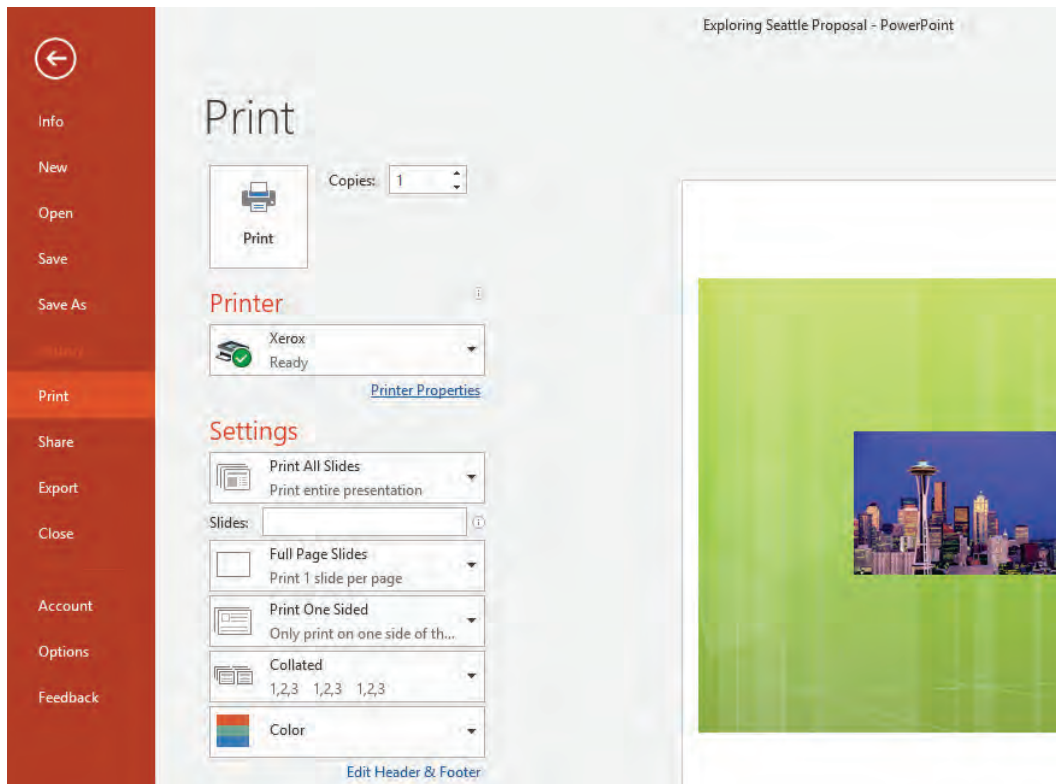 Exploring Seattle Proposal - PowerPoint
Info
New
Open
Save
Save As
Print
Share
Export
Close
Account
Options
Feedback
Print
Print
Copies: 1
Printer
Xerox
Ready
Printer Properties
Settings
Print All Slides
Print entire presentation
Slides:
Full Page Slides
Print 1 slide per page
Print One Sided
Only print on one side of th...
Collated
1,2,3 1,2,3 1,2,3
Color
Edit Header & Footer